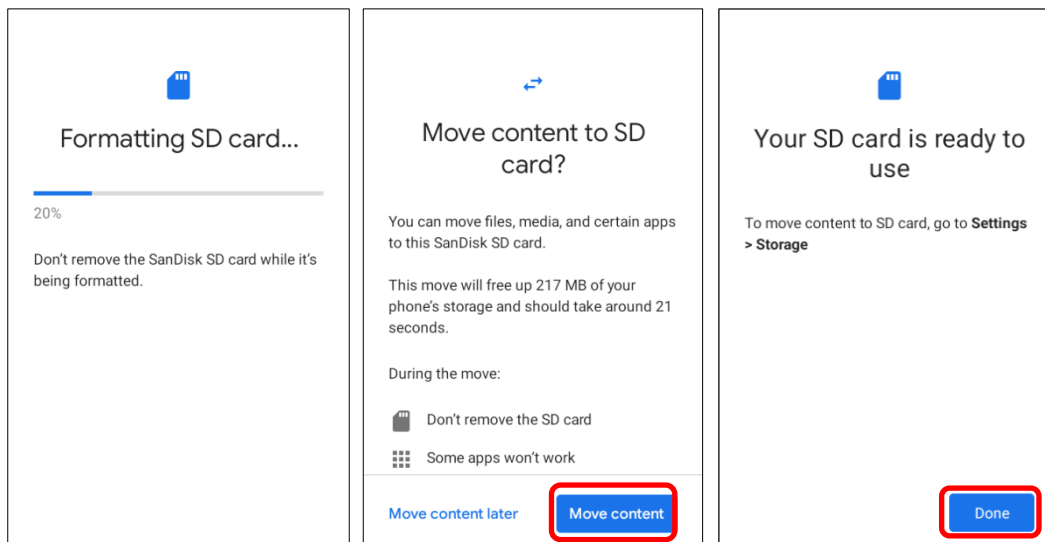 Formatting SD card...
20%
Don't remove the SanDisk SD card while it's
being formatted.
Move content to SD
card?
You can move files, media, and certain apps
to this SanDisk SD card.
This move will free up 217 MB of your
phone's storage and should take around 21
seconds.
During the move:
Don't remove the SD card
Some apps won't work
Move content later
Move content
Your SD card is ready to
use
To move content to SD card, go to Settings
> Storage
Done